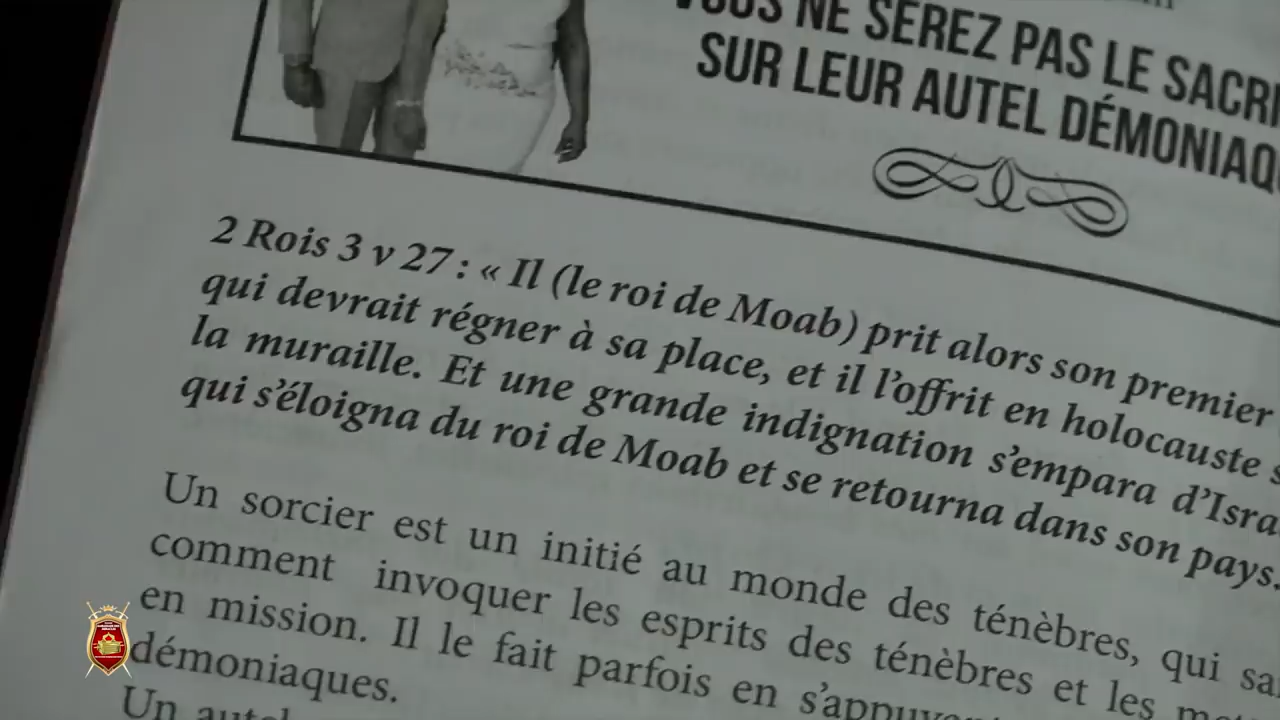 VOUS NE SEREZ PAS LE SACRI
SUR LEUR AUTEL DÉMONIAQ
2 Rois 3 v 27 : « Il (le roi de Moab) prit alors son premier
qui devrait régner à sa place, et il l'offrit en holocauste s
la muraille. Et une grande indignation s'empara d'Isra
qui s'éloigna du roi de Moab et se retourna dans son pays.
Un sorcier est un initié au monde des ténèbres, qui sa
comment invoquer les esprits des ténèbres et les
en mission. Il le fait parfois en s'appuyant
démoniaques.
Un autel